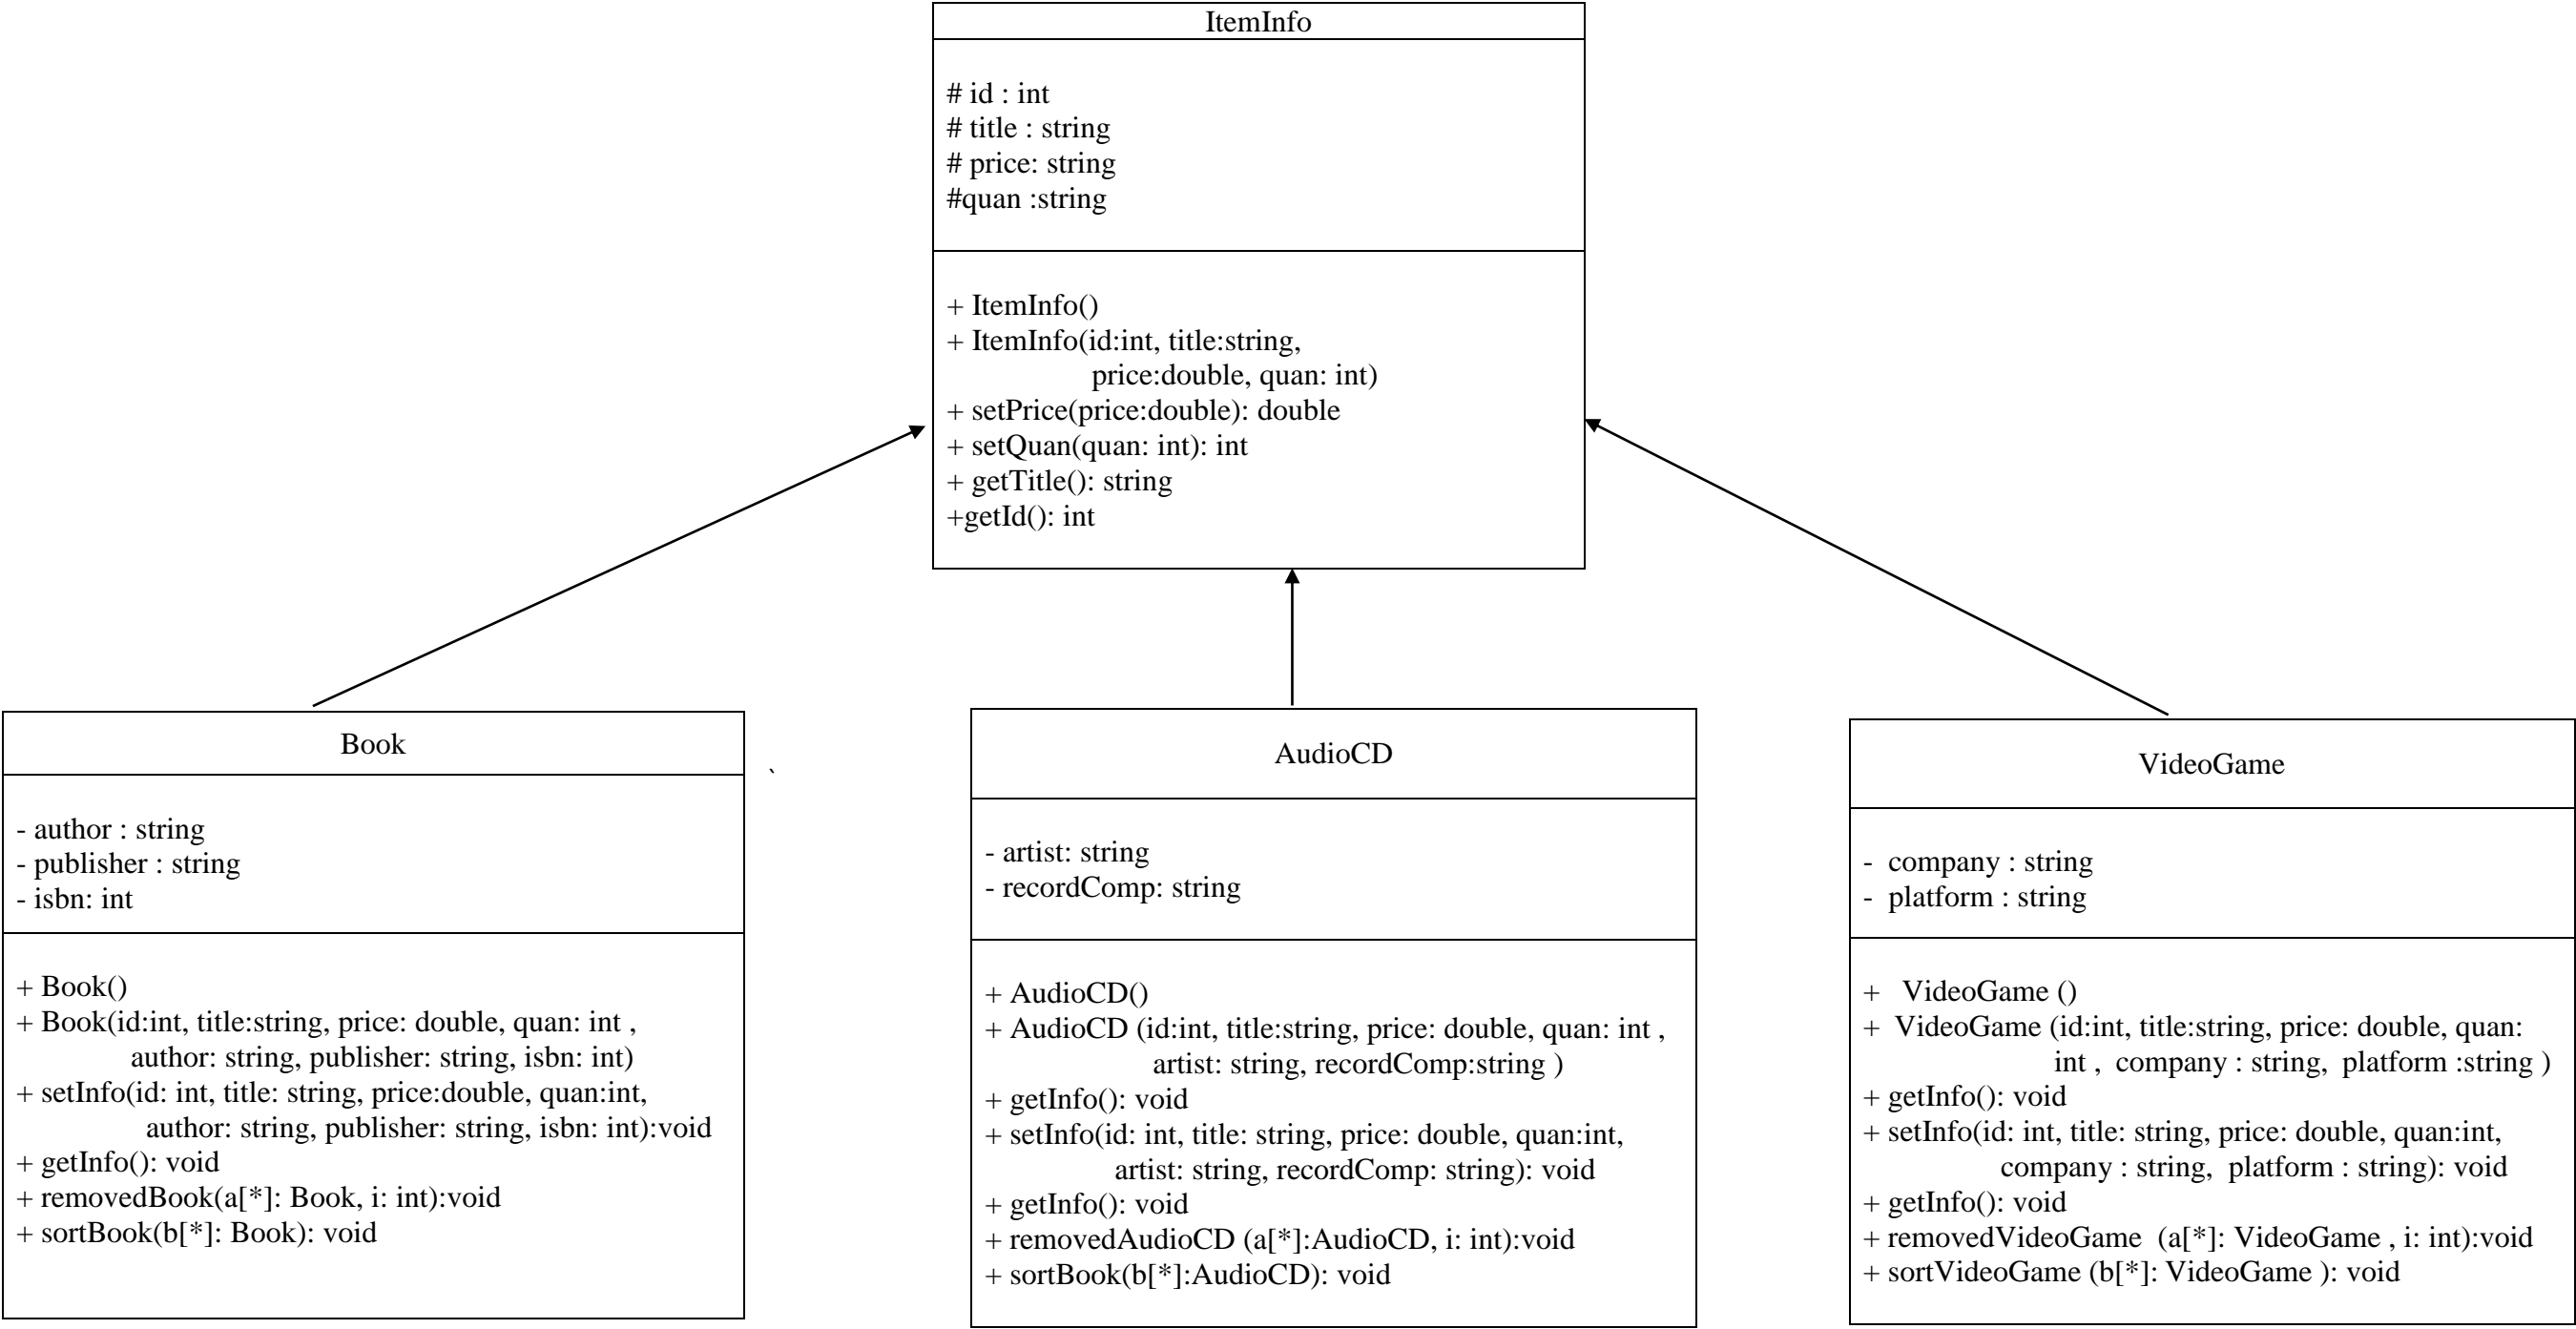 ItemInfo
# id : int
# title : string
# price: string
#quan :string
+ ItemInfo()
+ ItemInfo(id:int, title:string,
price:double, quan: int)
+ setPrice(price:double): double
+ setQuan(quan: int): int
+ getTitle(): string
+getId(): int
Book
- author : string
- publisher : string
- isbn: int
+ Book()
+ Book(id:int, title:string, price: double, quan: int ,
author: string, publisher: string, isbn: int)
+ setInfo(id: int, title: string, price:double, quan:int,
author: string, publisher: string, isbn: int):void
+ getInfo(): void
+ removedBook(a[*]: Book, i: int):void
+ sortBook(b[*]: Book): void
`
AudioCD
- artist: string
- recordComp: string
+ AudioCD()
+ AudioCD (id:int, title:string, price: double, quan: int ,
artist: string, recordComp:string )
+ getInfo(): void
+ setInfo(id: int, title: string, price: double, quan:int,
artist: string, recordComp: string): void
+ getInfo(): void
+ removedAudioCD (a[*]:AudioCD, i: int):void
+ sortBook(b[*]:AudioCD): void
VideoGame
- company : string
- platform : string
+ VideoGame ()
+ VideoGame (id:int, title:string, price: double, quan:
int , company : string, platform :string )
+ getInfo(): void
+ setInfo(id: int, title: string, price: double, quan:int,
company : string, platform : string): void
+ getInfo(): void
+ removedVideoGame (a[*]: VideoGame , i: int):void
+ sortVideoGame (b[*]: VideoGame ): void